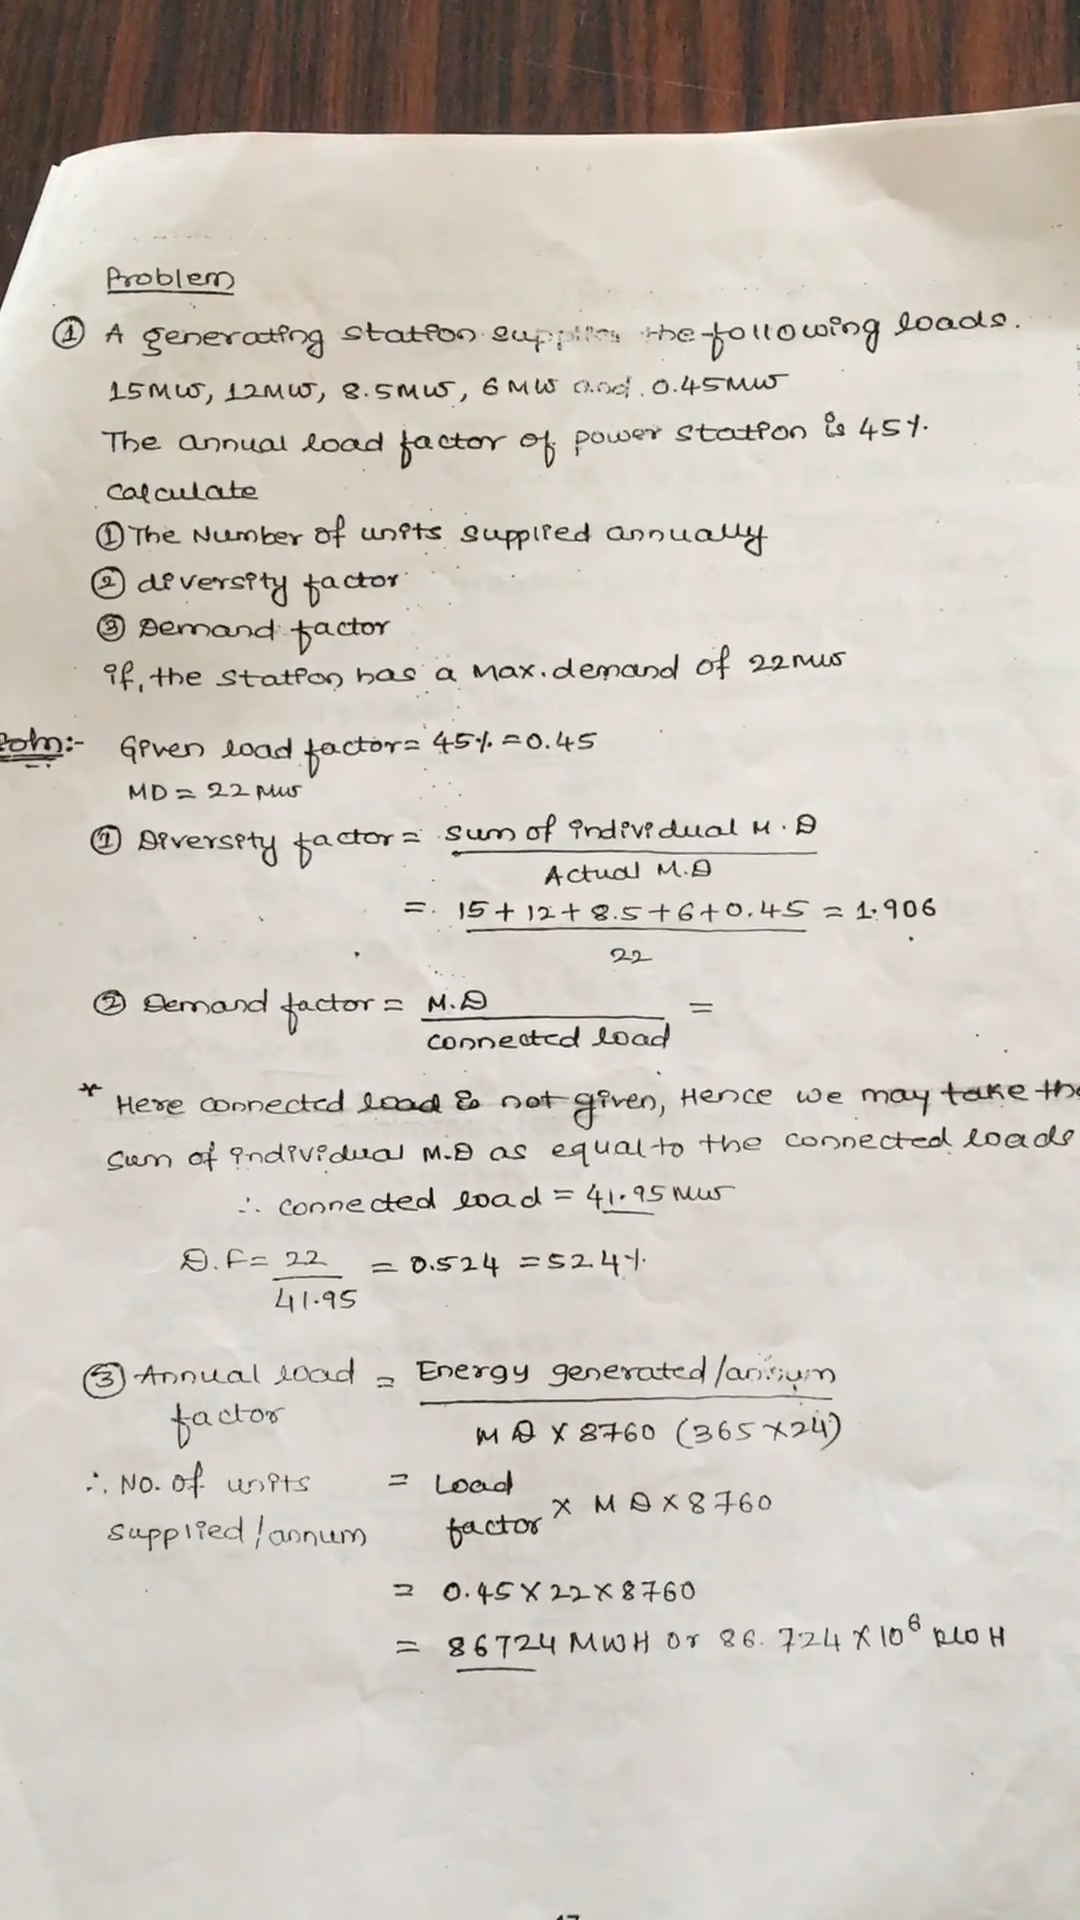 Problem
① A generating station supplies the following loads.
15MW, 12MW, 8.5MW, 6MW and 0.45MW
The annual load factor of power station is 45%.
Calculate
① The Number of units supplied annually
② diversity factor
③ Demand factor
if, the station has a Max. demand of 22MW
Soln:- Given load factor = 45% = 0.45
MD = 22 MW
① Diversity factor = Sum of individual M.D
Actual M.D
= 15+12+8.5+6+0.45 = 1.906
22
② Demand factor = M.D =
connected load
* Here connected load is not given, Hence we may take the
sum of individual M.D as equal to the connected loads
∴ connected load = 41.95 MW
D.F = 22 = 0.524 = 52.4%
41.95
③ Annual load = Energy generated/annum
factor
MD × 8760 (365×24)
∴ No. of units = Load × MD × 8760
supplied/annum factor
= 0.45×22×8760
= 86724 MWH or 86.724×10⁶ KWH